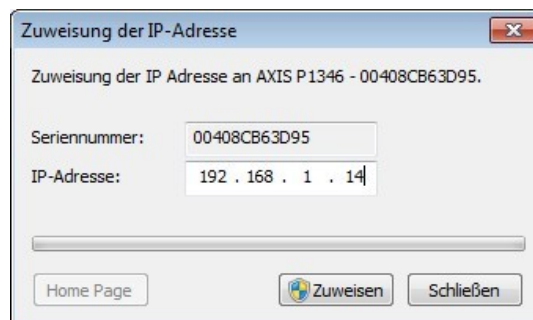 Zuweisung der IP-Adresse
Zuweisung der IP Adresse an AXIS P1346 - 00408CB63D95.
Seriennummer: 00408CB63D95
IP-Adresse: 192 . 168 . 1 . 14
Home Page Zuweisen Schließen